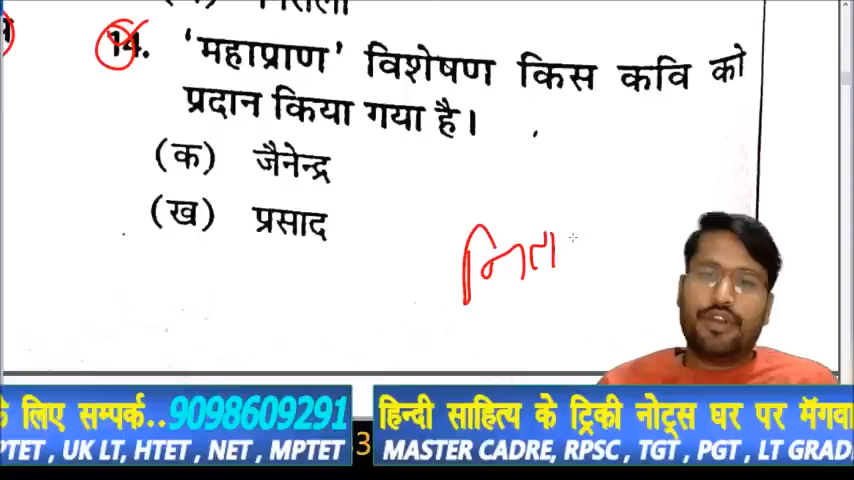 14. 'महाप्राण' विशेषण किस कवि को
प्रदान किया गया है।
(क) जैनेन्द्र
(ख) प्रसाद
के लिए सम्पर्क..9098609291
हिन्दी साहित्य के ट्रिकी नोट्स घर पर मॅगवा
PTET , UK LT, HTET , NET , MPTET
3
MASTER CADRE, RPSC , TGT , PGT , LT GRAD